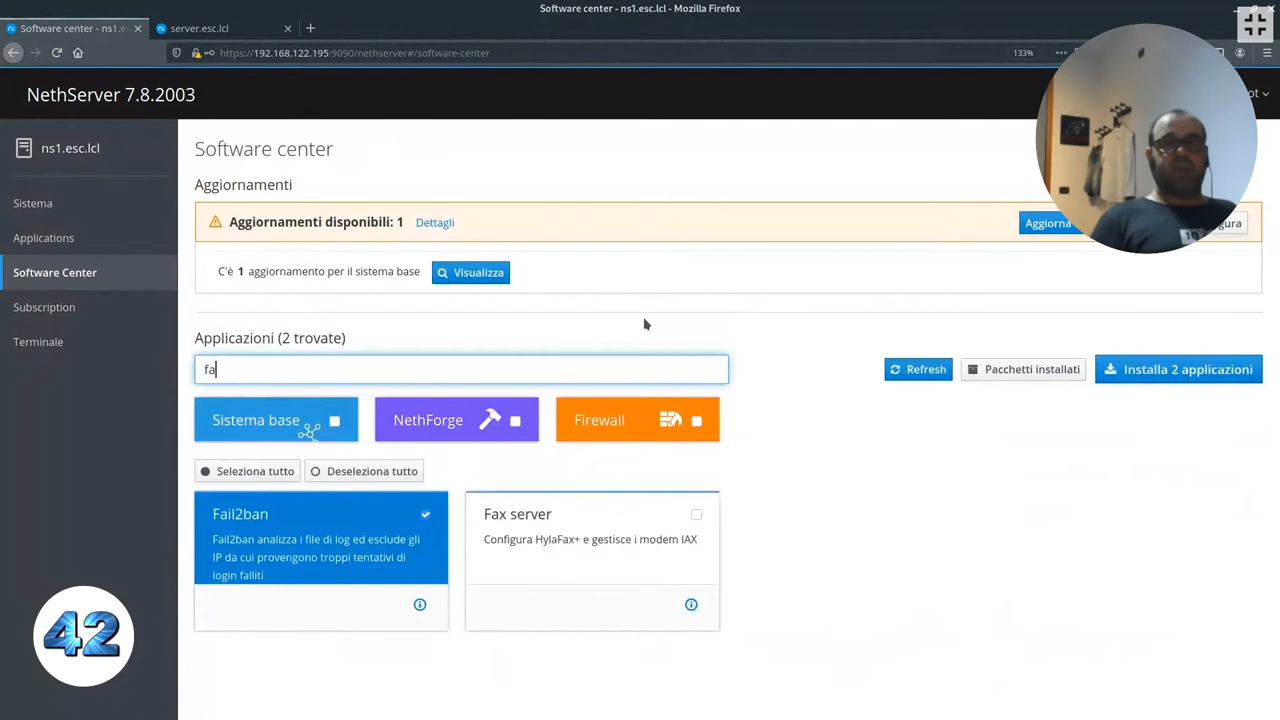 Software center - ns1.esc.lcl - Mozilla Firefox
Software center - ns1.es
server.esc.lcl
https://192.168.122.195:9090/nethserver#/software-center
133%
NethServer 7.8.2003
ot
ns1.esc.lcl
Sistema
Applications
Software Center
Subscription
Terminale
Software center
Aggiornamenti
Aggiornamenti disponibili: 1 Dettagli
Aggiorna
gura
C'è 1 aggiornamento per il sistema base Visualizza
Applicazioni (2 trovate)
fa
Refresh
Pacchetti installati
Installa 2 applicazioni
Sistema base
NethForge
Firewall
Seleziona tutto
Deseleziona tutto
Fail2ban
Fail2ban analizza i file di log ed esclude gli
IP da cui provengono troppi tentativi di
login falliti
Fax server
Configura HylaFax+ e gestisce i modem IAX
42